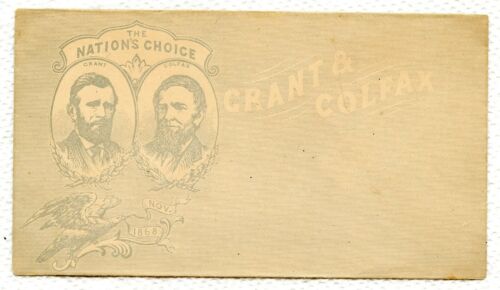 THE
NATION'S CHOICE
GRANT COLFAX
GRANT &
COLFAX
NOV.
1868